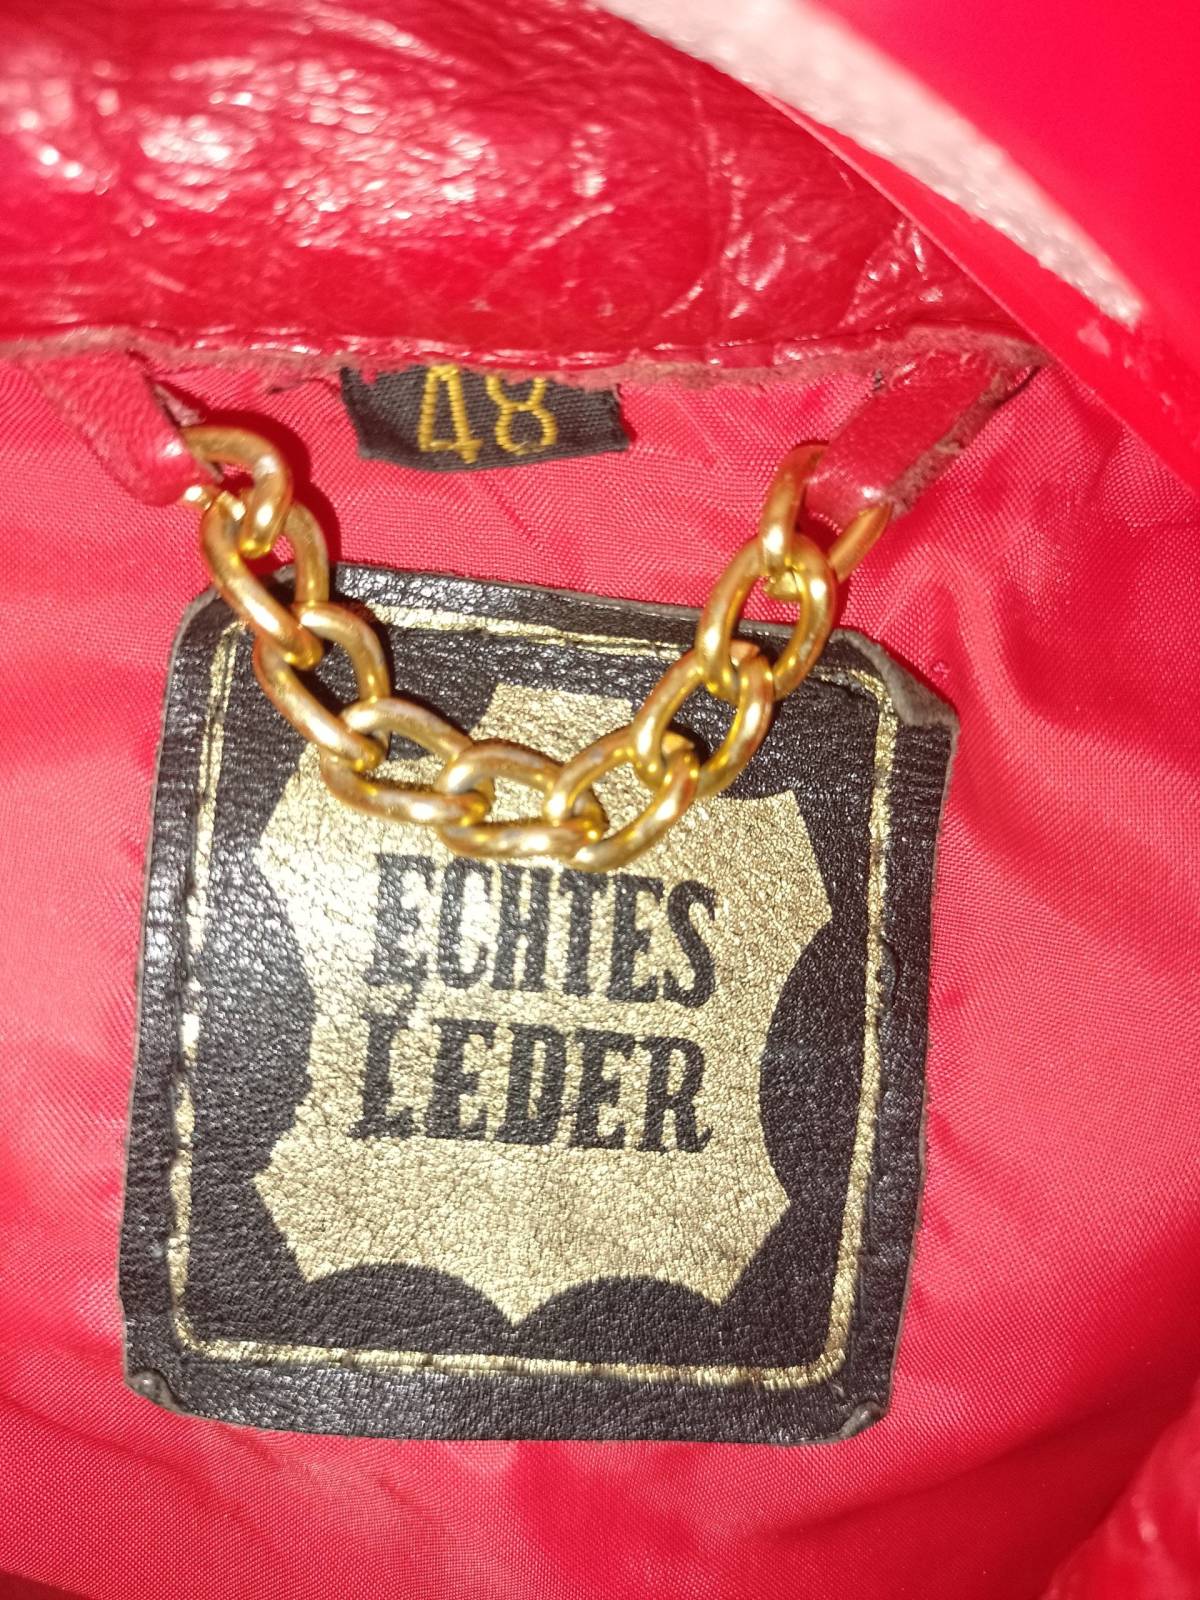 48
ECHTES
LEDER